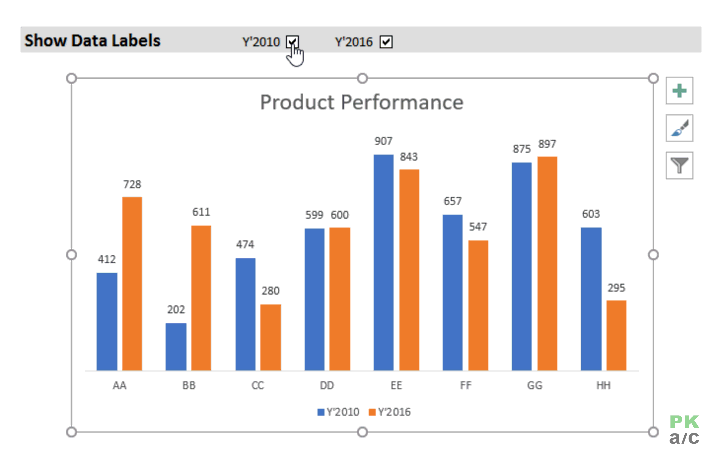 Show Data Labels Y'2010 Y'2016
Product Performance
907
843
875 897
728
657
611
599 600
603
547
474
412
280
295
202
AA BB CC DD EE FF GG HH
Y'2010 Y'2016
PK
a/c